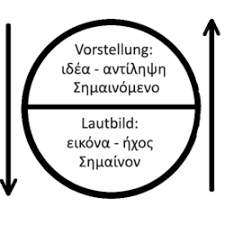 Vorstellung:
ιδέα - αντίληψη
Σημαινόμενο
Lautbild:
εικόνα - ήχος
Σημαίνον